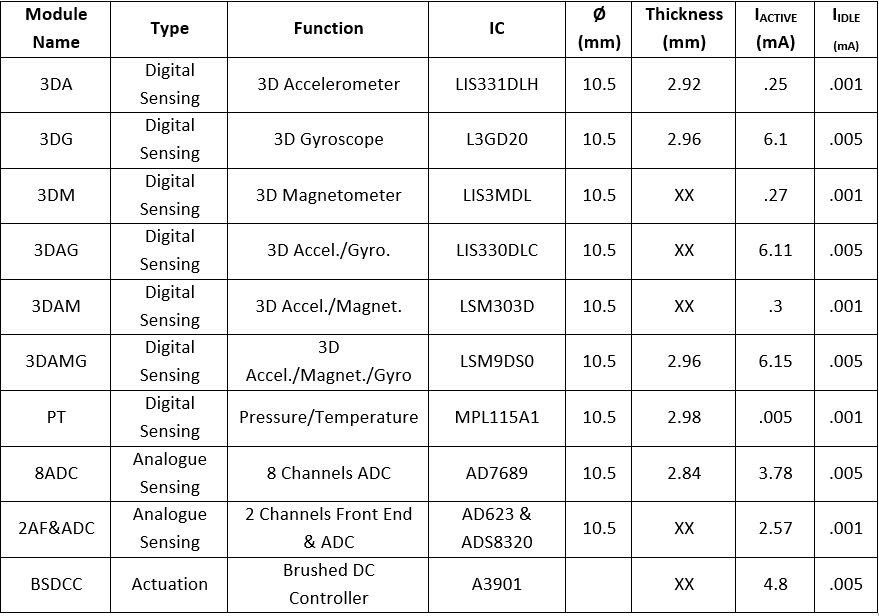 Module Name | Type | Function | IC | Ø (mm) | Thickness (mm) | IACTIVE (mA) | IIDLE (mA)
3DA | Digital Sensing | 3D Accelerometer | LIS331DLH | 10.5 | 2.92 | .25 | .001
3DG | Digital Sensing | 3D Gyroscope | L3GD20 | 10.5 | 2.96 | 6.1 | .005
3DM | Digital Sensing | 3D Magnetometer | LIS3MDL | 10.5 | XX | .27 | .001
3DAG | Digital Sensing | 3D Accel./Gyro. | LIS330DLC | 10.5 | XX | 6.11 | .005
3DAM | Digital Sensing | 3D Accel./Magnet. | LSM303D | 10.5 | XX | .3 | .001
3DAMG | Digital Sensing | 3D Accel./Magnet./Gyro | LSM9DS0 | 10.5 | 2.96 | 6.15 | .005
PT | Digital Sensing | Pressure/Temperature | MPL115A1 | 10.5 | 2.98 | .005 | .001
8ADC | Analogue Sensing | 8 Channels ADC | AD7689 | 10.5 | 2.84 | 3.78 | .005
2AF&ADC | Analogue Sensing | 2 Channels Front End & ADC | AD623 & ADS8320 | 10.5 | XX | 2.57 | .001
BSDCC | Actuation | Brushed DC Controller | A3901 | | XX | 4.8 | .005